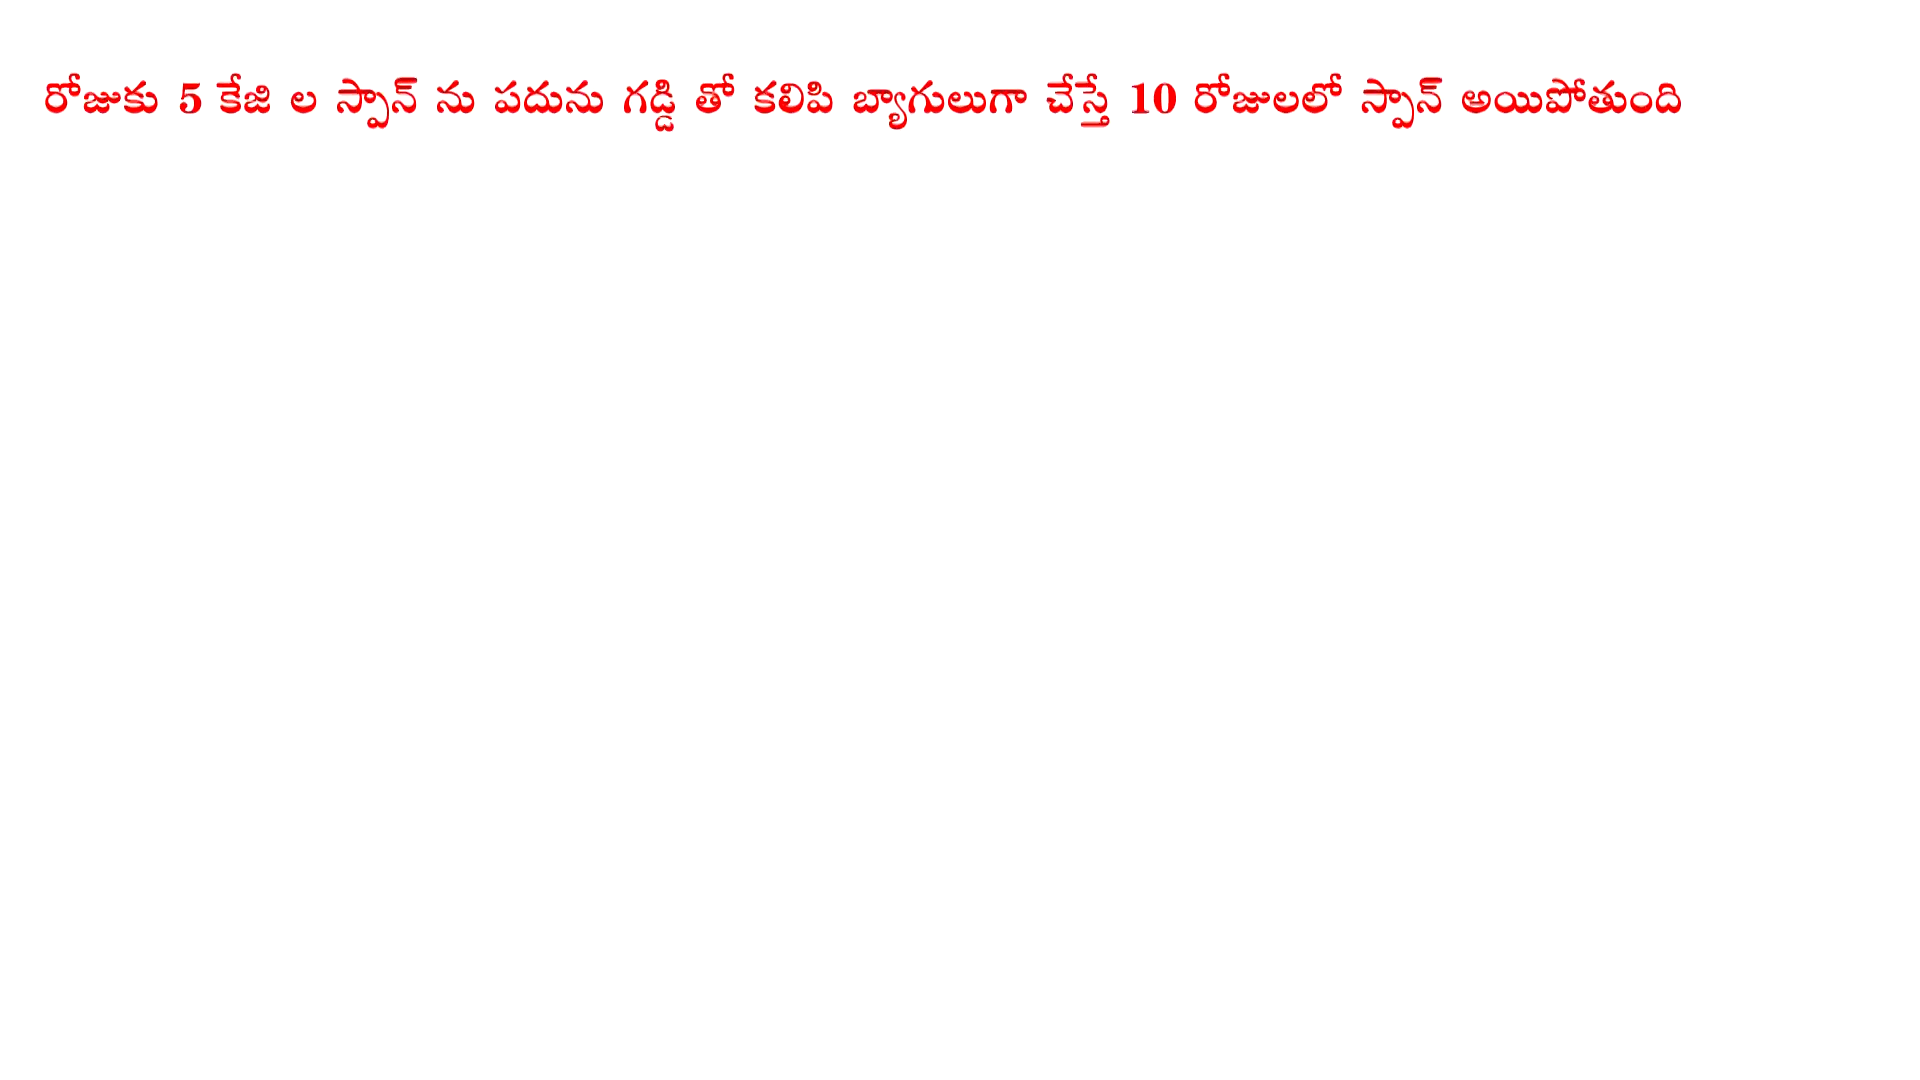 రోజుకు 5 కేజి ల స్పాన్ ను పదును గడ్డి తో కలిపి బ్యాగులుగా చేస్తే 10 రోజులలో స్పాన్ అయిపోతుంది